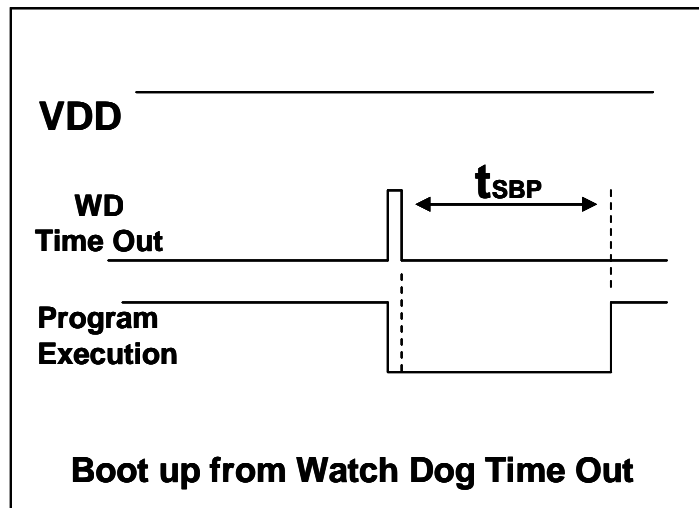 VDD
tSBP
WD
Time Out
Program
Execution
Boot up from Watch Dog Time Out